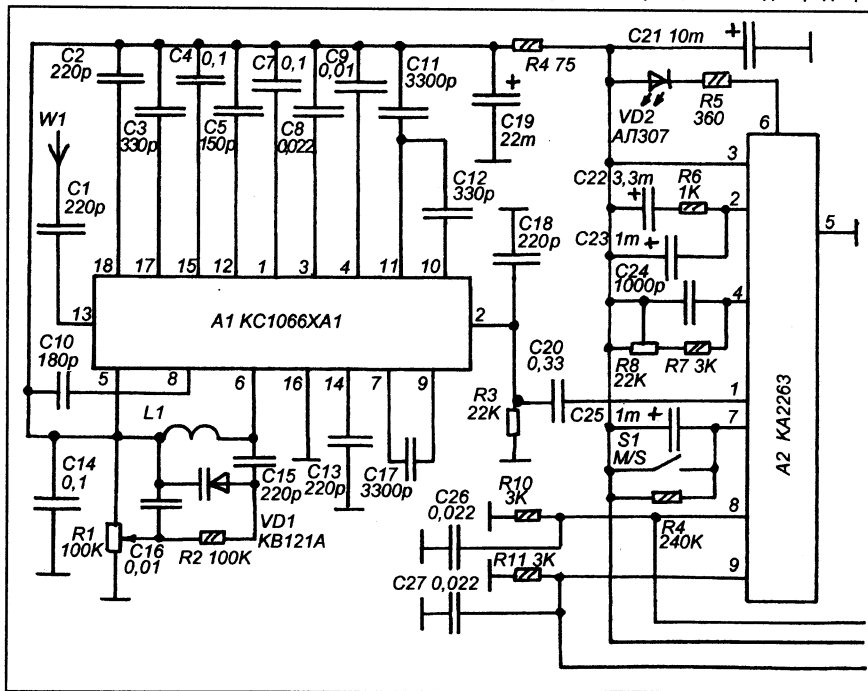 C2
220p
C4
0,1
C7
0,1
C9
0,01
C11
3300p
R4 75
C21 10m
+
W1
C3
330p
C5
150p
C8
0,022
+
C19
22m
VD2
АЛ307
R5
360
6
C1
220p
C12
330p
C18
220p
3
C22 3,3m
+
R6
1K
2
5
C23 1m
+
C24
1000p
4
18
17
15
12
1
3
4
11
10
13
A1 KC1066XA1
2
C10
180p
5
8
6
16
14
7
9
C20
0,33
R8
22K
R7 3K
1
L1
R3
22K
C25
1m
+
7
S1
M/S
A2 KA2263
C14
0,1
C15
220p
C13
220p
C17
3300p
R10
3K
C26
0,022
8
R4
240K
R1
100K
C16
0,01
R2 100K
VD1
KB121A
R11 3K
9
C27 0,022